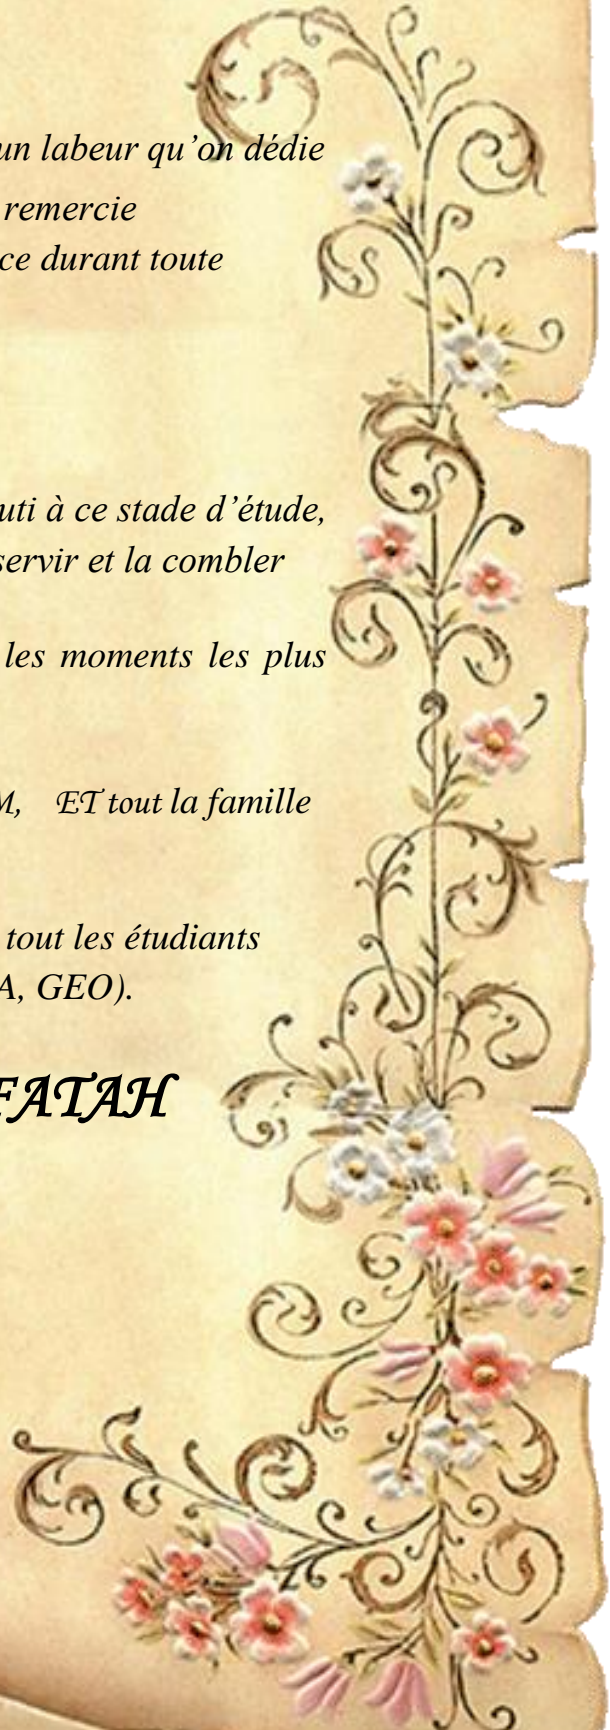 un labeur qu’on dédie
remercie
ce durant toute
uti à ce stade d’étude,
servir et la combler
les moments les plus
M, ET tout la famille
tout les étudiants
A, GEO).
FATAH